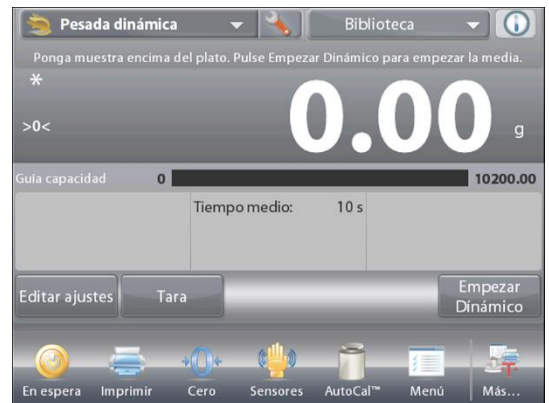 Pesada dinámica
Biblioteca
Ponga muestra encima del plato. Pulse Empezar Dinámico para empezar la media.
*
>0<
0.00 g
Guía capacidad 0 10200.00
Tiempo medio: 10 s
Editar ajustes
Tara
Empezar
Dínámico
En espera
Imprimir
Cero
Sensores
AutoCal™
Menú
Más...